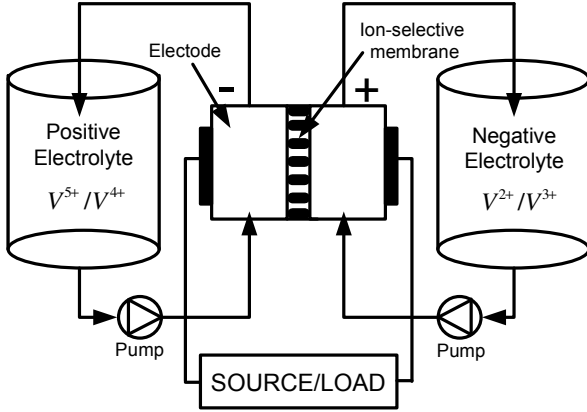 Electode
Ion-selective
membrane
-
+
Positive
Electrolyte
V⁵⁺/V⁴⁺
Negative
Electrolyte
V²⁺/V³⁺
Pump
Pump
SOURCE/LOAD